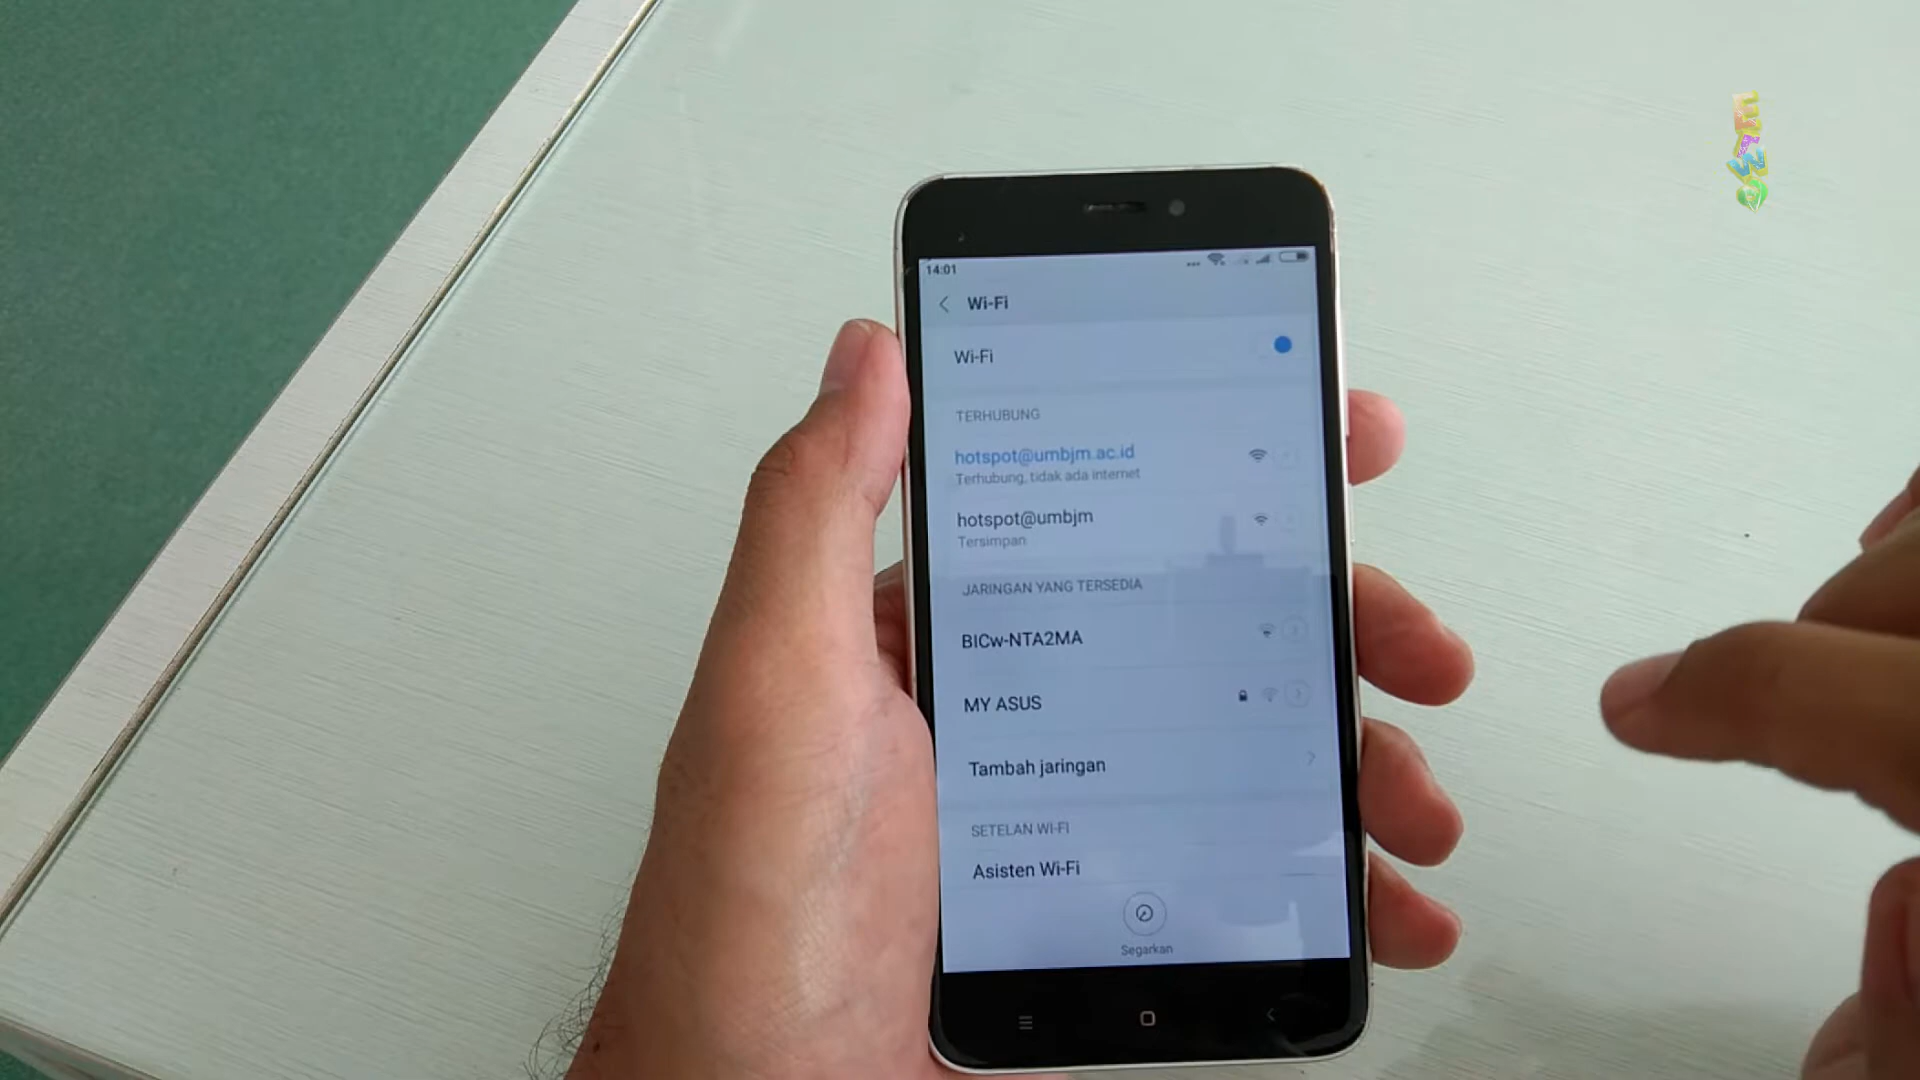 14:01
Wi-Fi
Wi-Fi
TERHUBUNG
hotspot@umbjm.ac.id
Terhubung, tidak ada internet
hotspot@umbjm
Tersimpan
JARINGAN YANG TERSEDIA
BICw-NTA2MA
MY ASUS
Tambah jaringan
SETELAN WI-FI
Asisten Wi-Fi
Segarkan